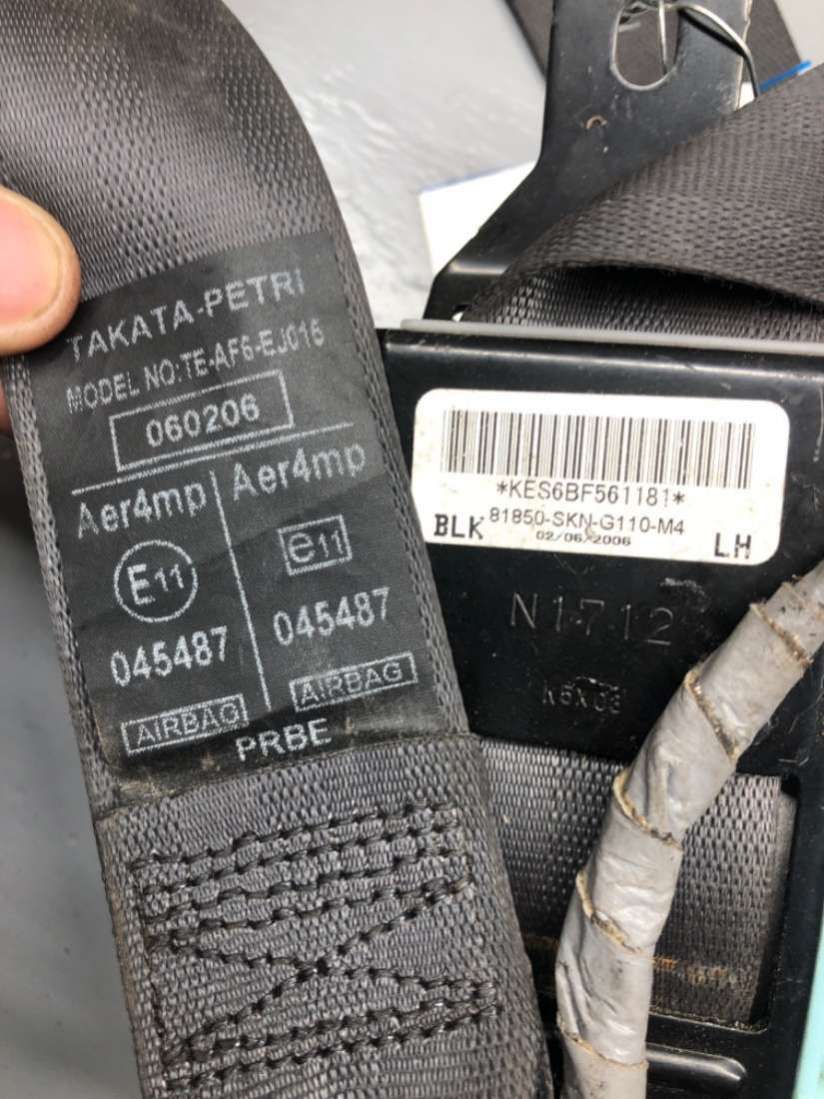 TAKATA-PETRI
MODEL NO:TE-AF6-EJ016
060206
Aer4mp Aer4mp
E11 e11
045487 045487
AIRBAG AIRBAG
PRBE
*KES6BF561181*
81850-SKN-G110-M4
BLK 02/06/2006 LH
N1712